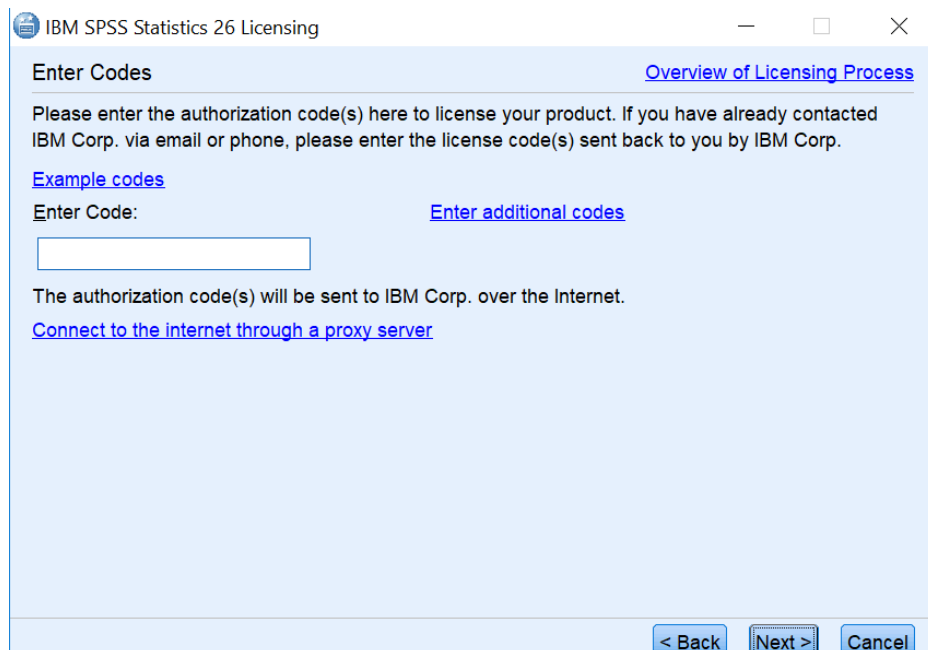 IBM SPSS Statistics 26 Licensing
Enter Codes
Overview of Licensing Process
Please enter the authorization code(s) here to license your product. If you have already contacted
IBM Corp. via email or phone, please enter the license code(s) sent back to you by IBM Corp.
Example codes
Enter Code:
Enter additional codes
The authorization code(s) will be sent to IBM Corp. over the Internet.
Connect to the internet through a proxy server
< Back
Next >
Cancel